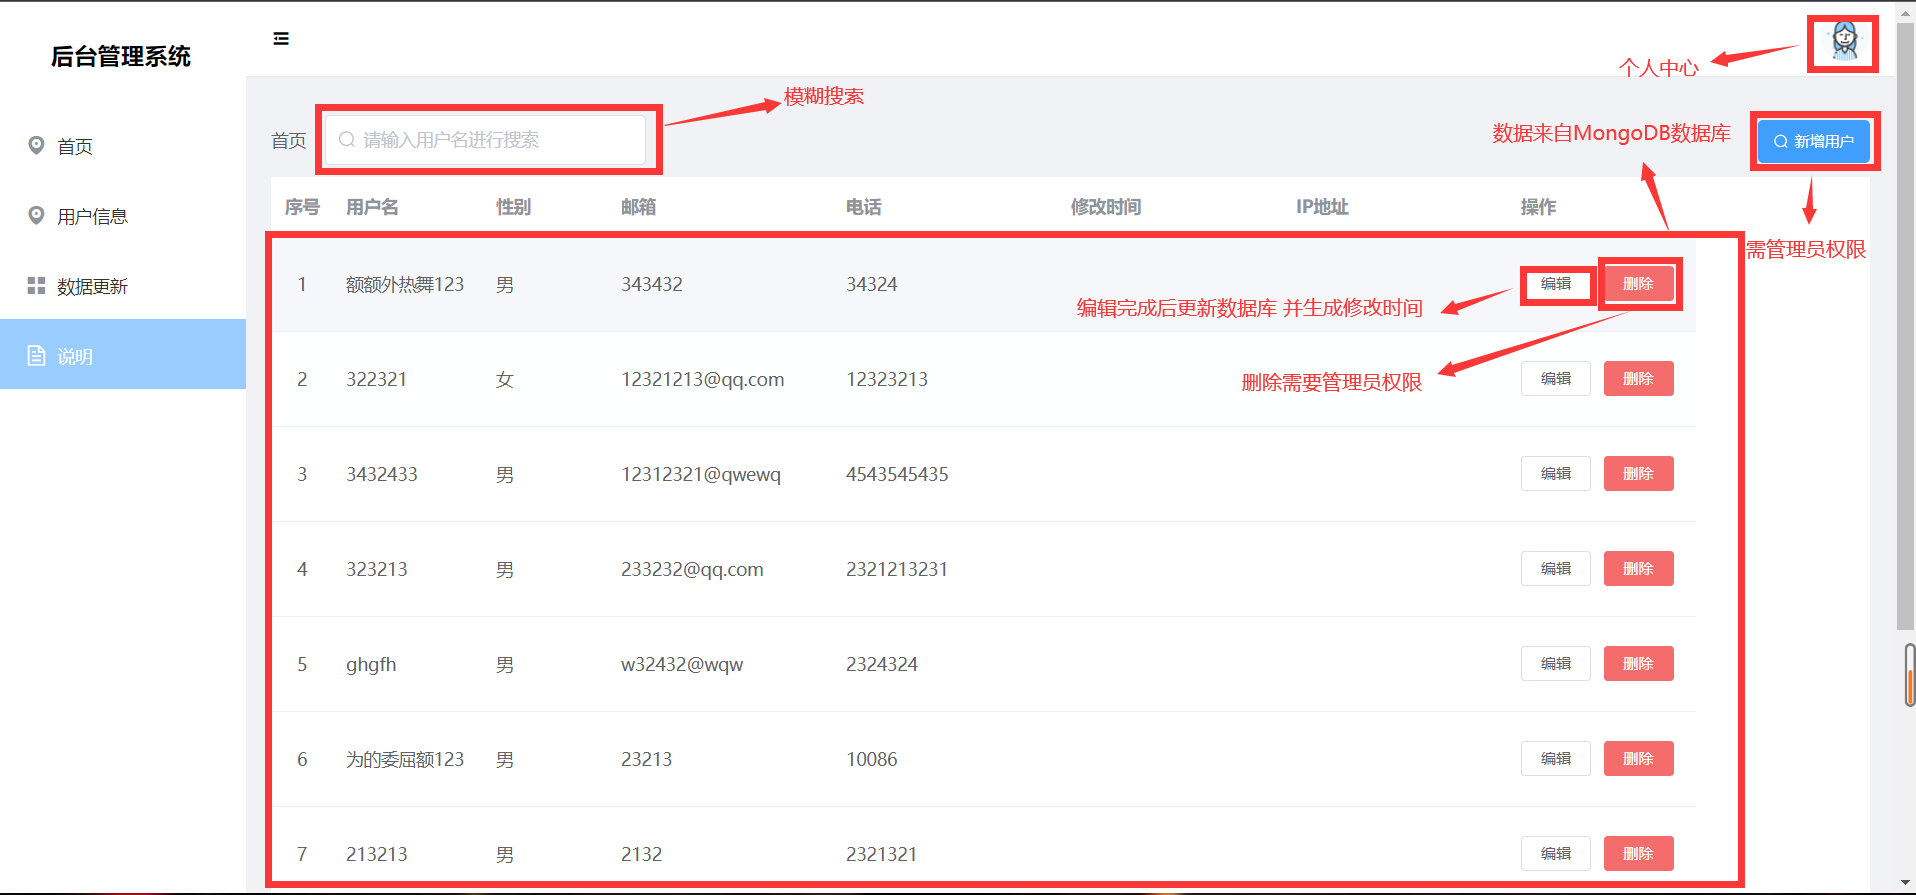 后台管理系统
个人中心
首页
用户信息
数据更新
说明
模糊搜索
首页
请输入用户名进行搜索
数据来自MongoDB数据库
新增用户
需管理员权限
序号 用户名 性别 邮箱 电话 修改时间 IP地址 操作
1 额额外热舞123 男 343432 34324 编辑 删除
编辑完成后更新数据库 并生成修改时间
2 322321 女 12321213@qq.com 12323213 编辑 删除
删除需要管理员权限
3 3432433 男 12312321@qwewq 4543545435 编辑 删除
4 323213 男 233232@qq.com 2321213231 编辑 删除
5 ghgfh 男 w32432@wqw 2324324 编辑 删除
6 为的委屈额123 男 23213 10086 编辑 删除
7 213213 男 2132 2321321 编辑 删除